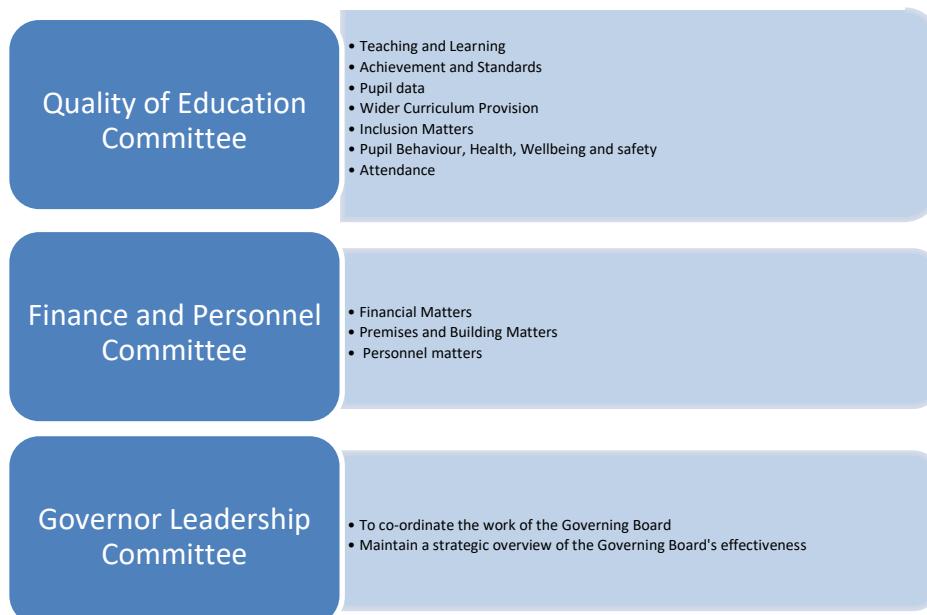 Quality of Education
Committee
• Teaching and Learning
• Achievement and Standards
• Pupil data
• Wider Curriculum Provision
• Inclusion Matters
• Pupil Behaviour, Health, Wellbeing and safety
• Attendance
Finance and Personnel
Committee
• Financial Matters
• Premises and Building Matters
• Personnel matters
Governor Leadership
Committee
• To co-ordinate the work of the Governing Board
• Maintain a strategic overview of the Governing Board's effectiveness